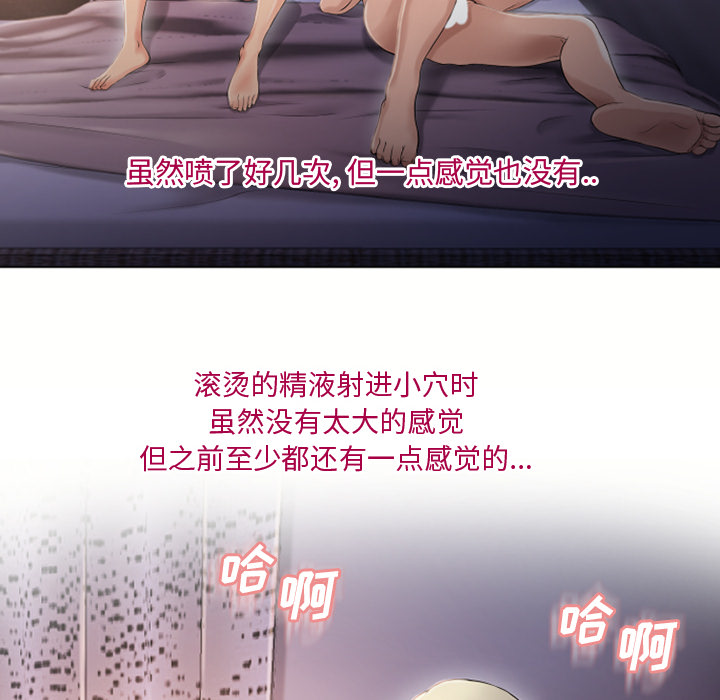 虽然喷了好几次, 但一点感觉也没有..
滚烫的精液射进小穴时
虽然没有太大的感觉
但之前至少都还有一点感觉的...
哈啊
哈啊